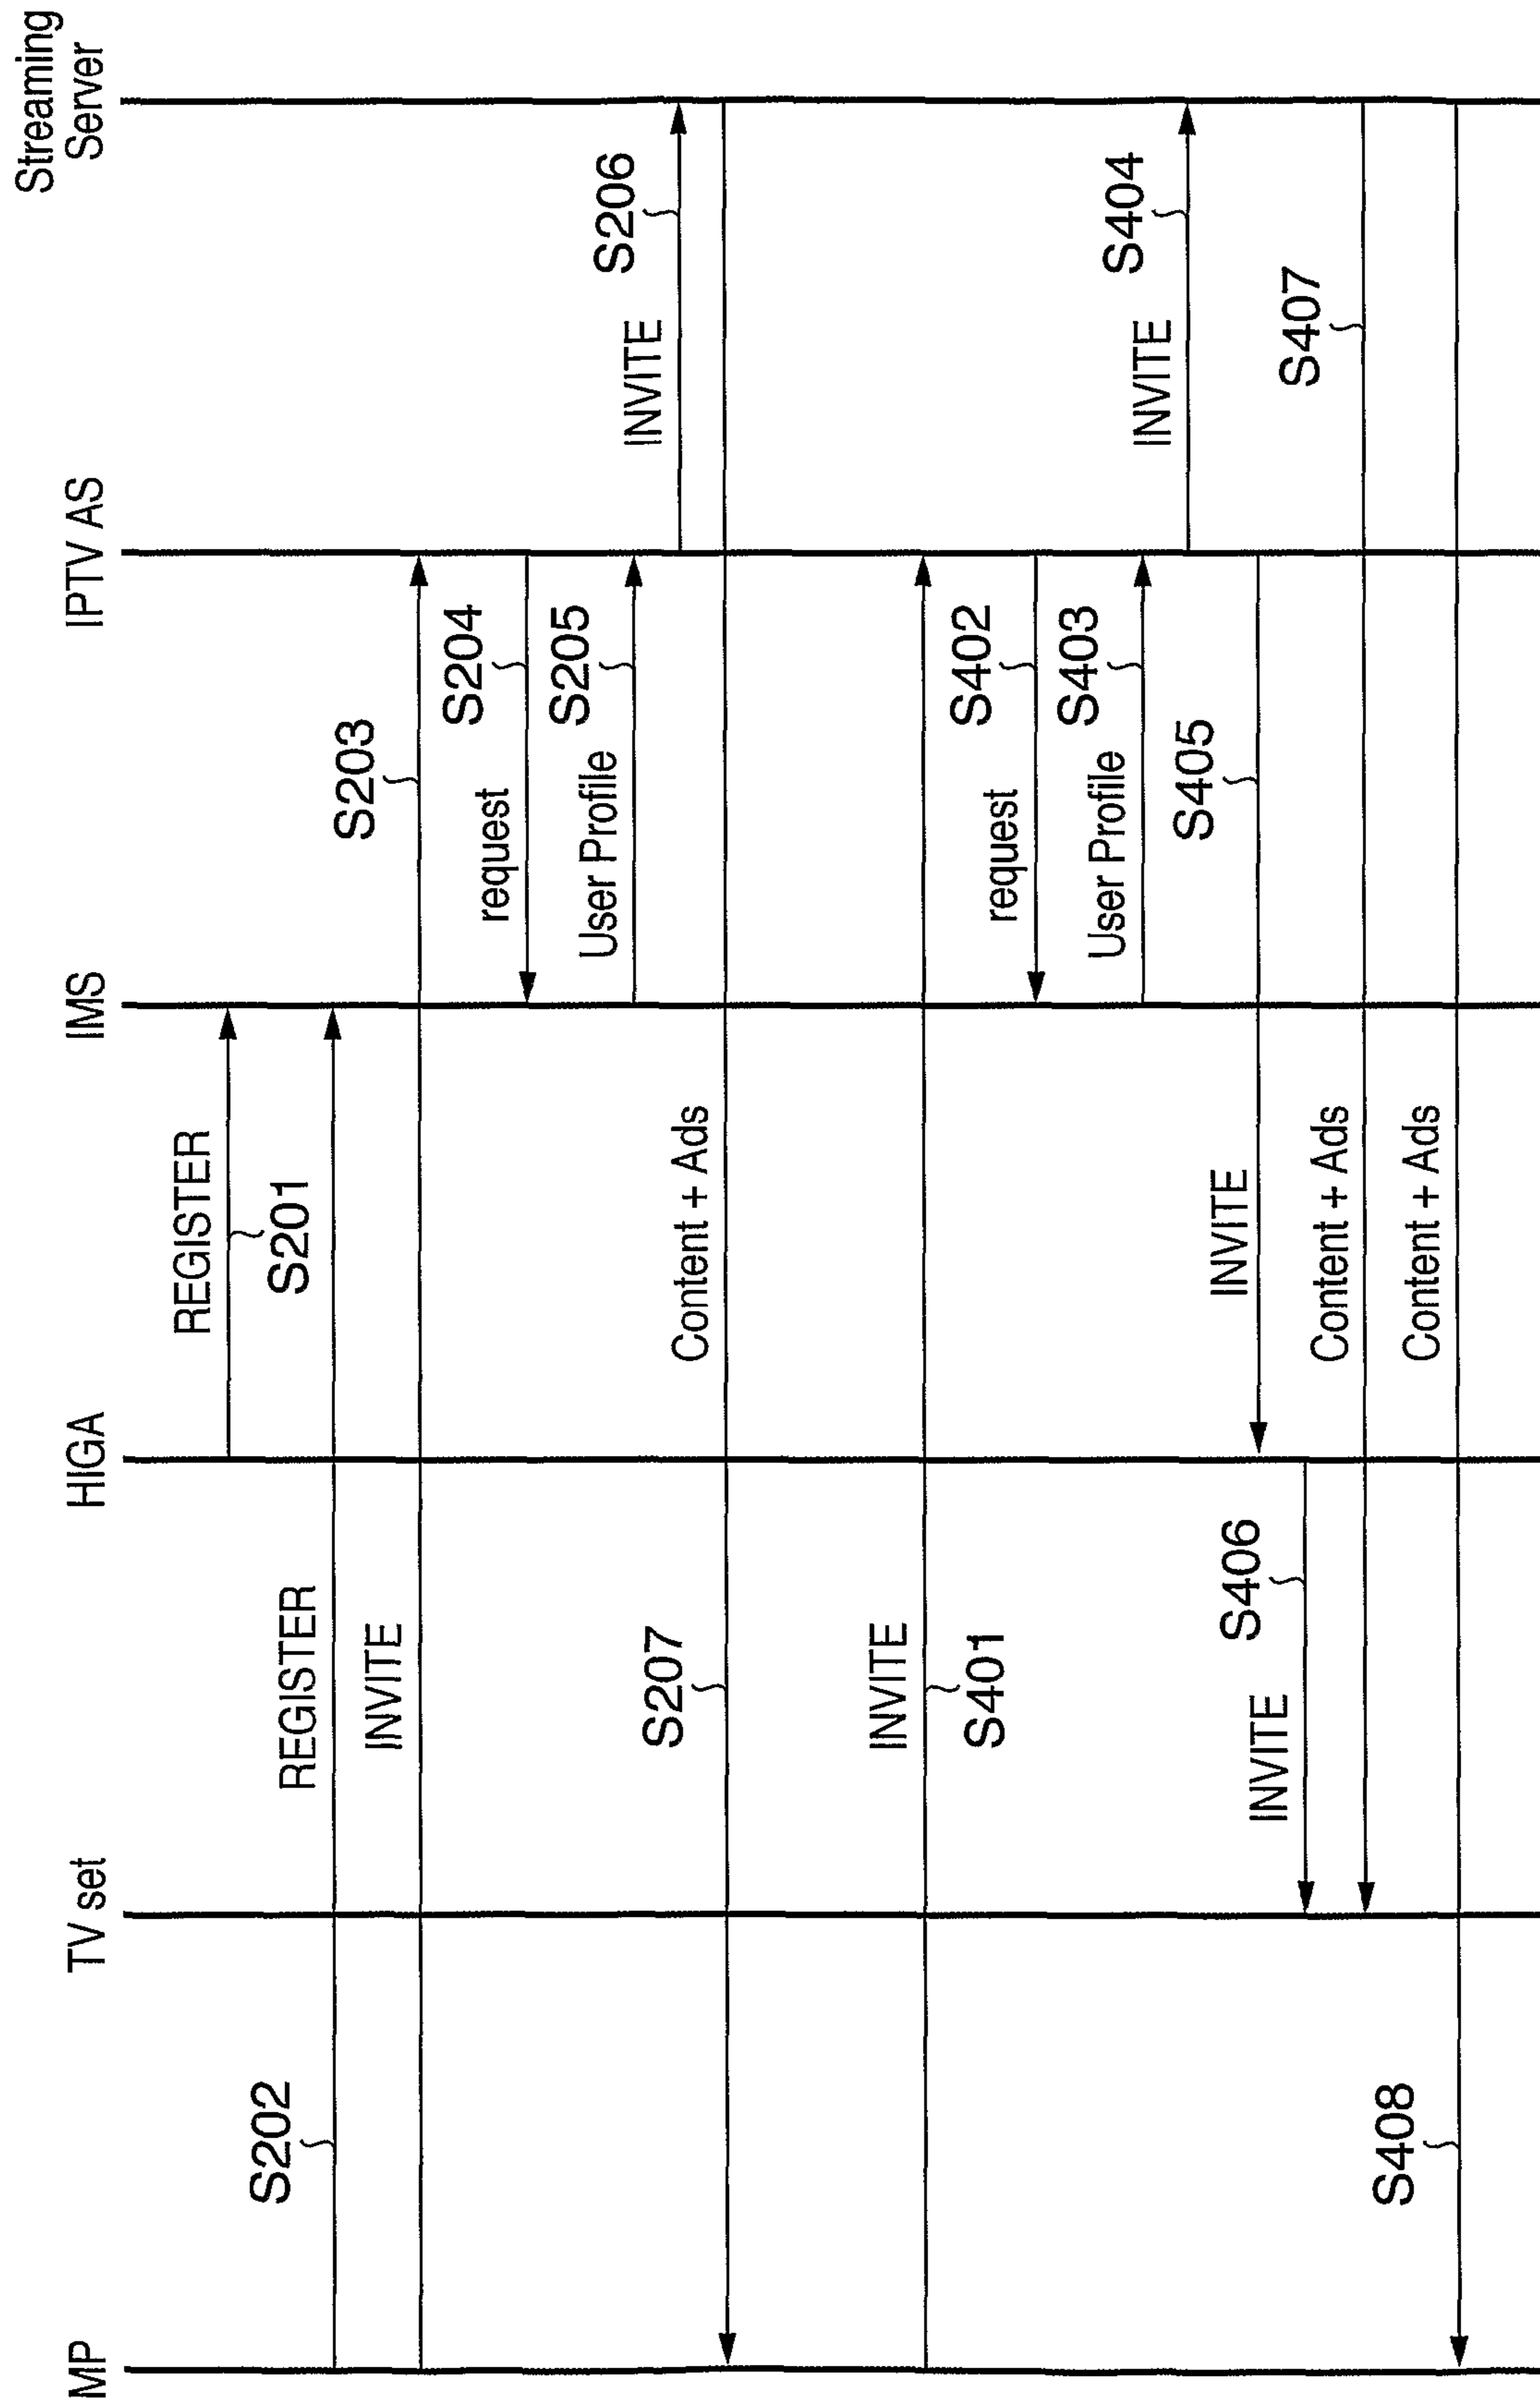 MP
TV set
HIGA
IMS
IPTV AS
Streaming
Server
REGISTER
S201
S202
REGISTER
INVITE
S203
request
S204
User Profile
S205
INVITE
S206
S207
Content + Ads
INVITE
S401
request
S402
User Profile
S403
INVITE
S404
INVITE
S405
INVITE
S406
Content + Ads
S407
S408
Content + Ads